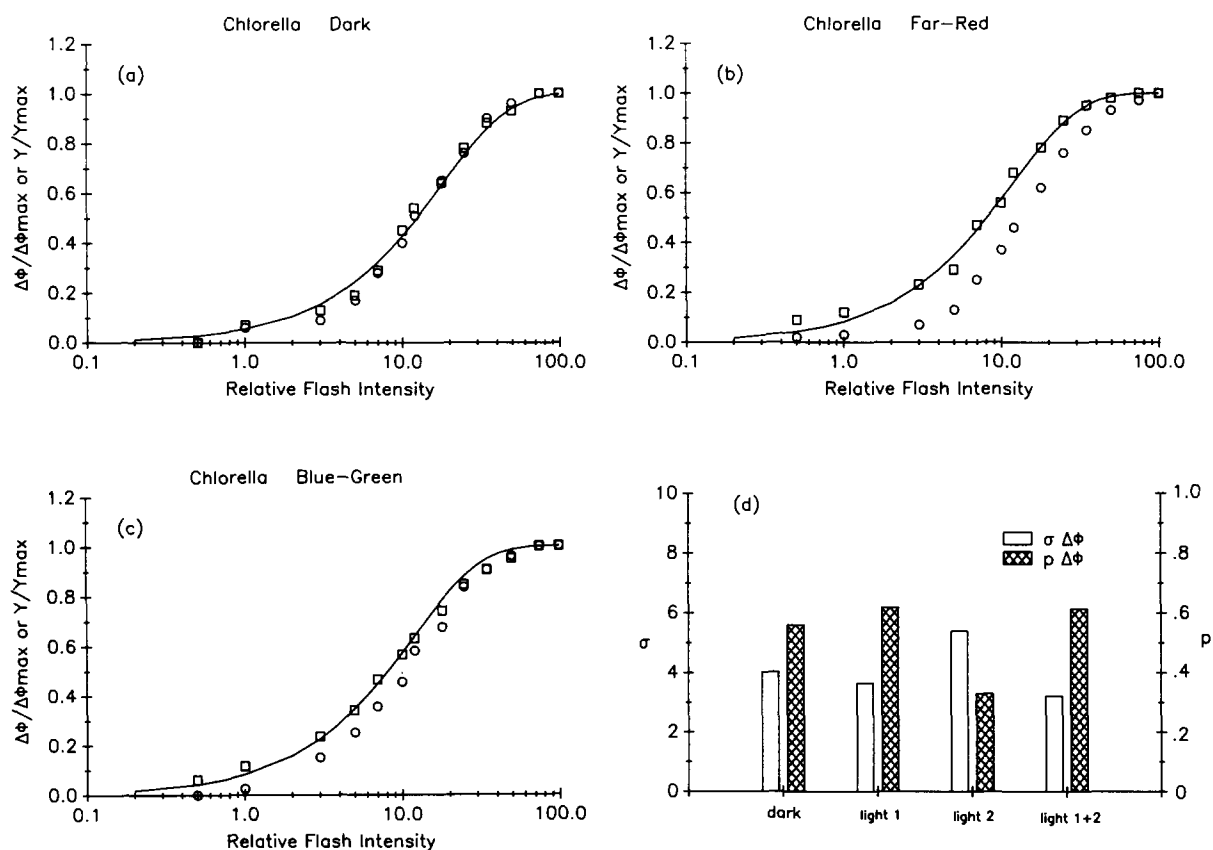 Chlorella Dark
(a)
1.2
1.0
0.8
0.6
0.4
0.2
0.0
ΔΦ/ΔΦmax or Y/Ymax
0.1 1.0 10.0 100.0
Relative Flash Intensity
Chlorella Far-Red
(b)
1.2
1.0
0.8
0.6
0.4
0.2
0.0
ΔΦ/ΔΦmax or Y/Ymax
0.1 1.0 10.0 100.0
Relative Flash Intensity
Chlorella Blue-Green
(c)
1.2
1.0
0.8
0.6
0.4
0.2
0.0
ΔΦ/ΔΦmax or Y/Ymax
0.1 1.0 10.0 100.0
Relative Flash Intensity
(d)
σ ΔΦ
p ΔΦ
10
8
6
4
2
0
σ
1.0
.8
.6
.4
.2
0
p
dark light 1 light 2 light 1+2